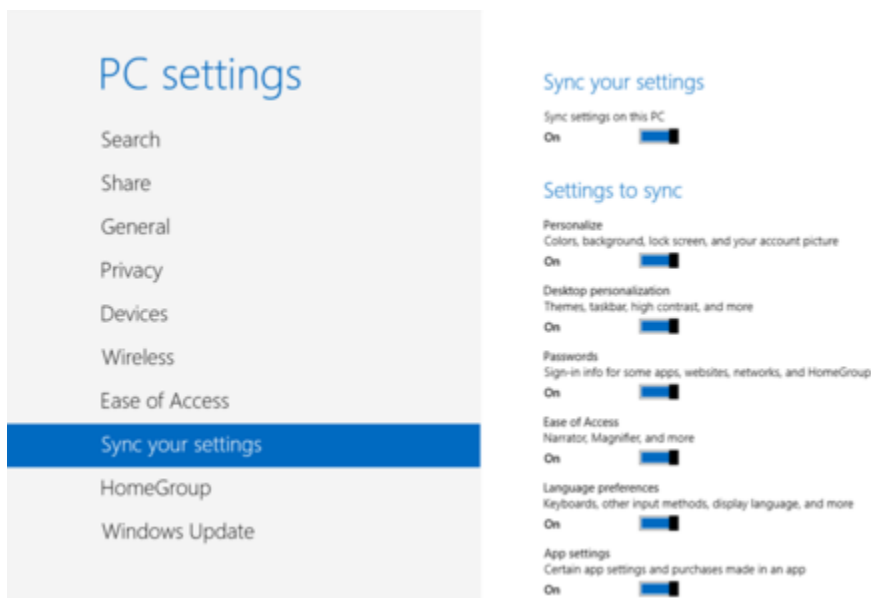 PC settings
Search
Share
General
Privacy
Devices
Wireless
Ease of Access
Sync your settings
HomeGroup
Windows Update
Sync your settings
Sync settings on this PC
On
Settings to sync
Personalize
Colors, background, lock screen, and your account picture
On
Desktop personalization
Themes, taskbar, high contrast, and more
On
Passwords
Sign-in info for some apps, websites, networks, and HomeGroup
On
Ease of Access
Narrator, Magnifier, and more
On
Language preferences
Keyboards, other input methods, display language, and more
On
App settings
Certain app settings and purchases made in an app
On